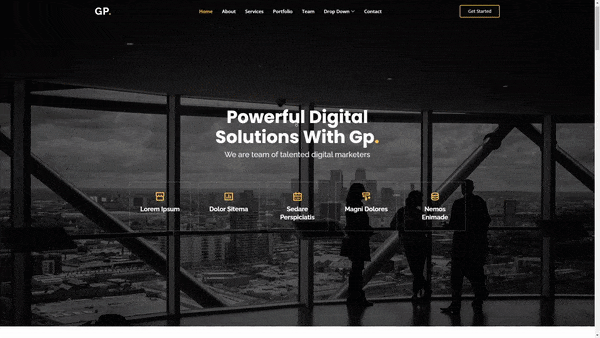 GP.
Home About Services Portfolio Team Drop Down Contact
Get Started
Powerful Digital
Solutions With Gp.
We are team of talented digital marketers
Lorem Ipsum
Dolor Sitema
Sedare
Perspiciatis
Magni Dolores
Nemos
Enimade